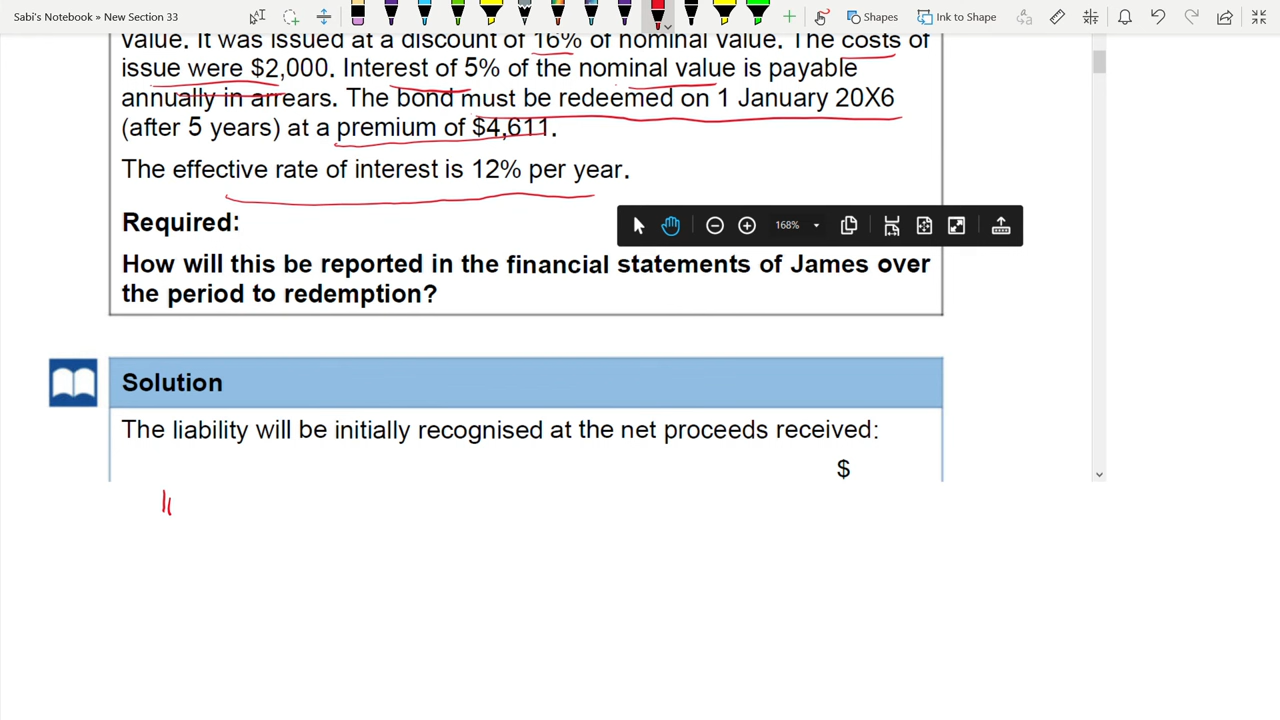 Sabi's Notebook » New Section 33
Shapes
Ink to Shape
value. It was issued at a discount of 16% of nominal value. The costs of
issue were $2,000. Interest of 5% of the nominal value is payable
annually in arrears. The bond must be redeemed on 1 January 20X6
(after 5 years) at a premium of $4,611.
The effective rate of interest is 12% per year.
168%
Required:
How will this be reported in the financial statements of James over
the period to redemption?
Solution
The liability will be initially recognised at the net proceeds received:
$